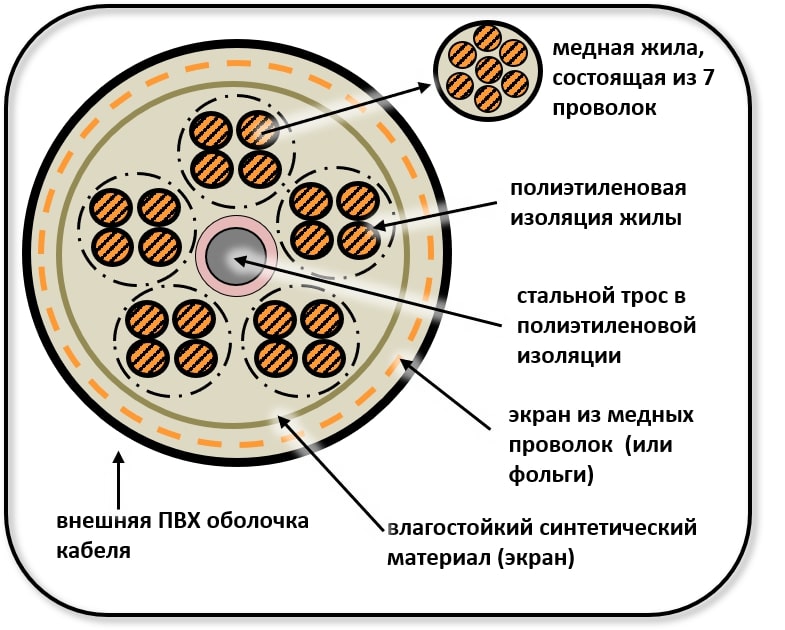 медная жила,
состоящая из 7
проволок
полиэтиленовая
изоляция жилы
стальной трос в
полиэтиленовой
изоляции
экран из медных
проволок (или
фольги)
влагостойкий синтетический
материал (экран)
внешняя ПВХ оболочка
кабеля